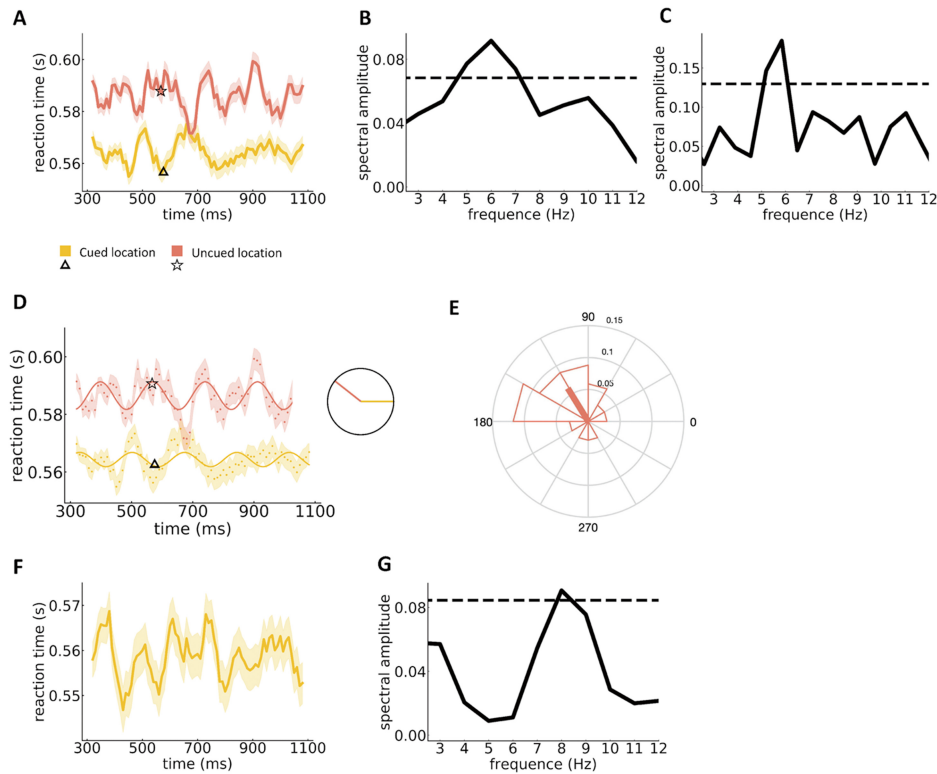 A
B
C
reaction time (s)
0.60
0.58
0.56
300 500 700 900 1100
time (ms)
spectral amplitude
0.08
0.04
0.00
3 4 5 6 7 8 9 10 11 12
frequence (Hz)
spectral amplitude
0.15
0.10
0.05
0.00
3 4 5 6 7 8 9 10 11 12
frequence (Hz)
Cued location
Uncued location
D
E
reaction time (s)
0.60
0.58
0.56
300 500 700 900 1100
time (ms)
90
0.15
0.1
0.05
180
0
270
F
G
reaction time (s)
0.57
0.56
0.55
300 500 700 900 1100
time (ms)
spectral amplitude
0.08
0.04
0.00
3 4 5 6 7 8 9 10 11 12
frequence (Hz)